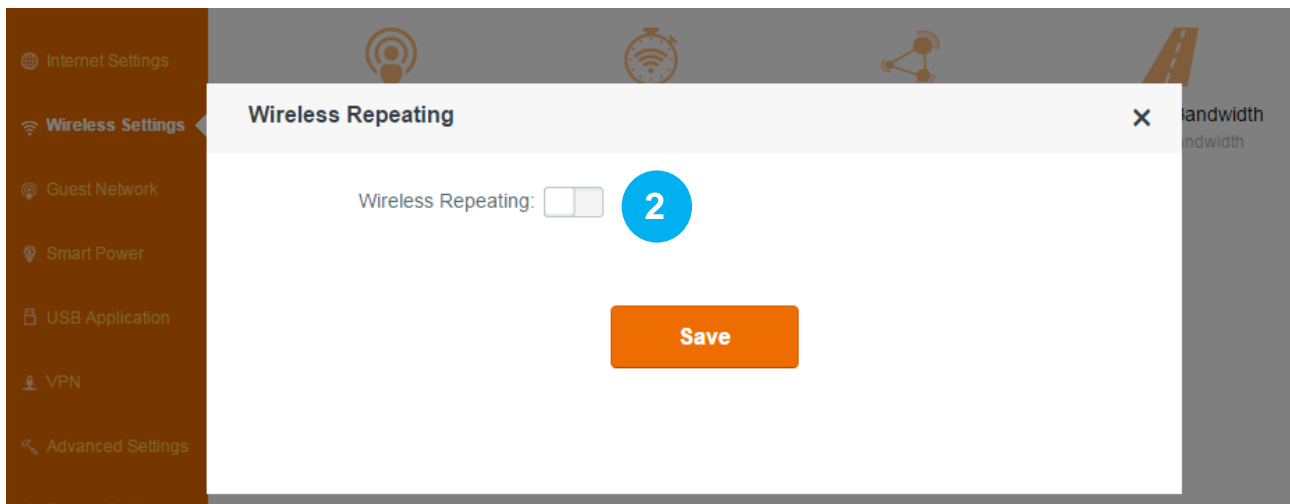 Internet Settings
Wireless Settings
Guest Network
Smart Power
USB Application
VPN
Advanced Settings
Wireless Repeating
×
Wireless Repeating:
2
Save
Bandwidth